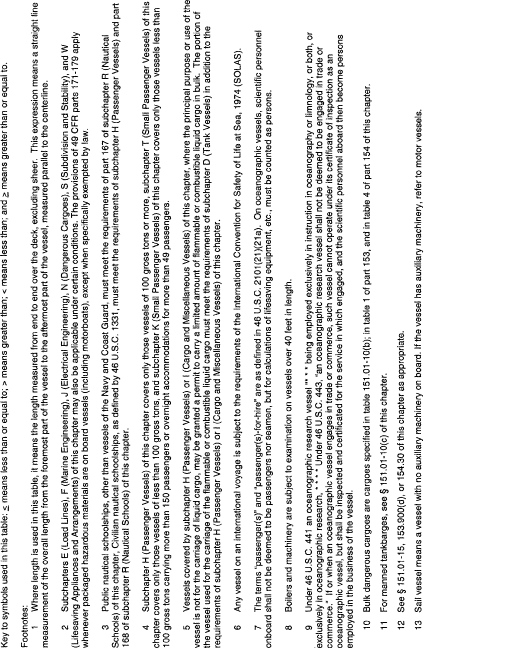 Key to symbols used in this table: ≤ means less than or equal to; > means greater than; < means less than; and ≥ means greater than or equal to.
Footnotes:
1 Where length is used in this table, it means the length measured from end to end over the deck, excluding sheer. This expression means a straight line
measurement of the overall length from the foremost part of the vessel to the aftermost part of the vessel, measured parallel to the centerline.
2 Subchapters E (Load Lines), F (Marine Engineering), J (Electrical Engineering), N (Dangerous Cargoes), S (Subdivision and Stability), and W
(Lifesaving Appliances and Arrangements) of this chapter may also be applicable under certain conditions. The provisions of 49 CFR parts 171-179 apply
whenever packaged hazardous materials are on board vessels (including motorboats), except when specifically exempted by law.
3 Public nautical schoolships, other than vessels of the Navy and Coast Guard, must meet the requirements of part 167 of subchapter R (Nautical
Schools) of this chapter. Civilian nautical schoolships, as defined by 46 U.S.C. 1331, must meet the requirements of subchapter H (Passenger Vessels) and part
168 of subchapter R (Nautical Schools) of this chapter.
4 Subchapter H (Passenger Vessels) of this chapter covers only those vessels of 100 gross tons or more, subchapter T (Small Passenger Vessels) of this
chapter covers only those vessels of less than 100 gross tons, and subchapter K (Small Passenger Vessels) of this chapter covers only those vessels less than
100 gross tons carrying more than 150 passengers or overnight accommodations for more than 49 passengers.
5 Vessels covered by subchapter H (Passenger Vessels) or I (Cargo and Miscellaneous Vessels) of this chapter, where the principal purpose or use of the
vessel is not for the carriage of liquid cargo, may be granted a permit to carry a limited amount of flammable or combustible liquid cargo in bulk. The portion of
the vessel used for the carriage of the flammable or combustible liquid cargo must meet the requirements of subchapter D (Tank Vessels) in addition to the
requirements of subchapter H (Passenger Vessels) or I (Cargo and Miscellaneous Vessels) of this chapter.
6 Any vessel on an international voyage is subject to the requirements of the International Convention for Safety of Life at Sea, 1974 (SOLAS).
7 The terms "passenger(s)" and "passenger(s)-for-hire" are as defined in 46 U.S.C. 2101(21)(21a). On oceanographic vessels, scientific personnel
onboard shall not be deemed to be passengers nor seamen, but for calculations of lifesaving equipment, etc., must be counted as persons.
8 Boilers and machinery are subject to examination on vessels over 40 feet in length.
9 Under 46 U.S.C. 441 an oceanographic research vessel "* * * being employed exclusively in instruction in oceanography or limnology, or both, or
exclusively in oceanographic research, * * *." Under 46 U.S.C. 443, "an oceanographic research vessel shall not be deemed to be engaged in trade or
commerce." If or when an oceanographic vessel engages in trade or commerce, such vessel cannot operate under its certificate of inspection as an
oceanographic vessel, but shall be inspected and certificated for the service in which engaged, and the scientific personnel aboard then become persons
employed in the business of the vessel.
10 Bulk dangerous cargoes are cargoes specified in table 151.01-10(b); in table 1 of part 153, and in table 4 of part 154 of this chapter.
11 For manned tankbarges, see § 151.01-10(c) of this chapter.
12 See § 151.01-15, 153.900(d), or 154.30 of this chapter as appropriate.
13 Sail vessel means a vessel with no auxiliary machinery on board. If the vessel has auxiliary machinery, refer to motor vessels.